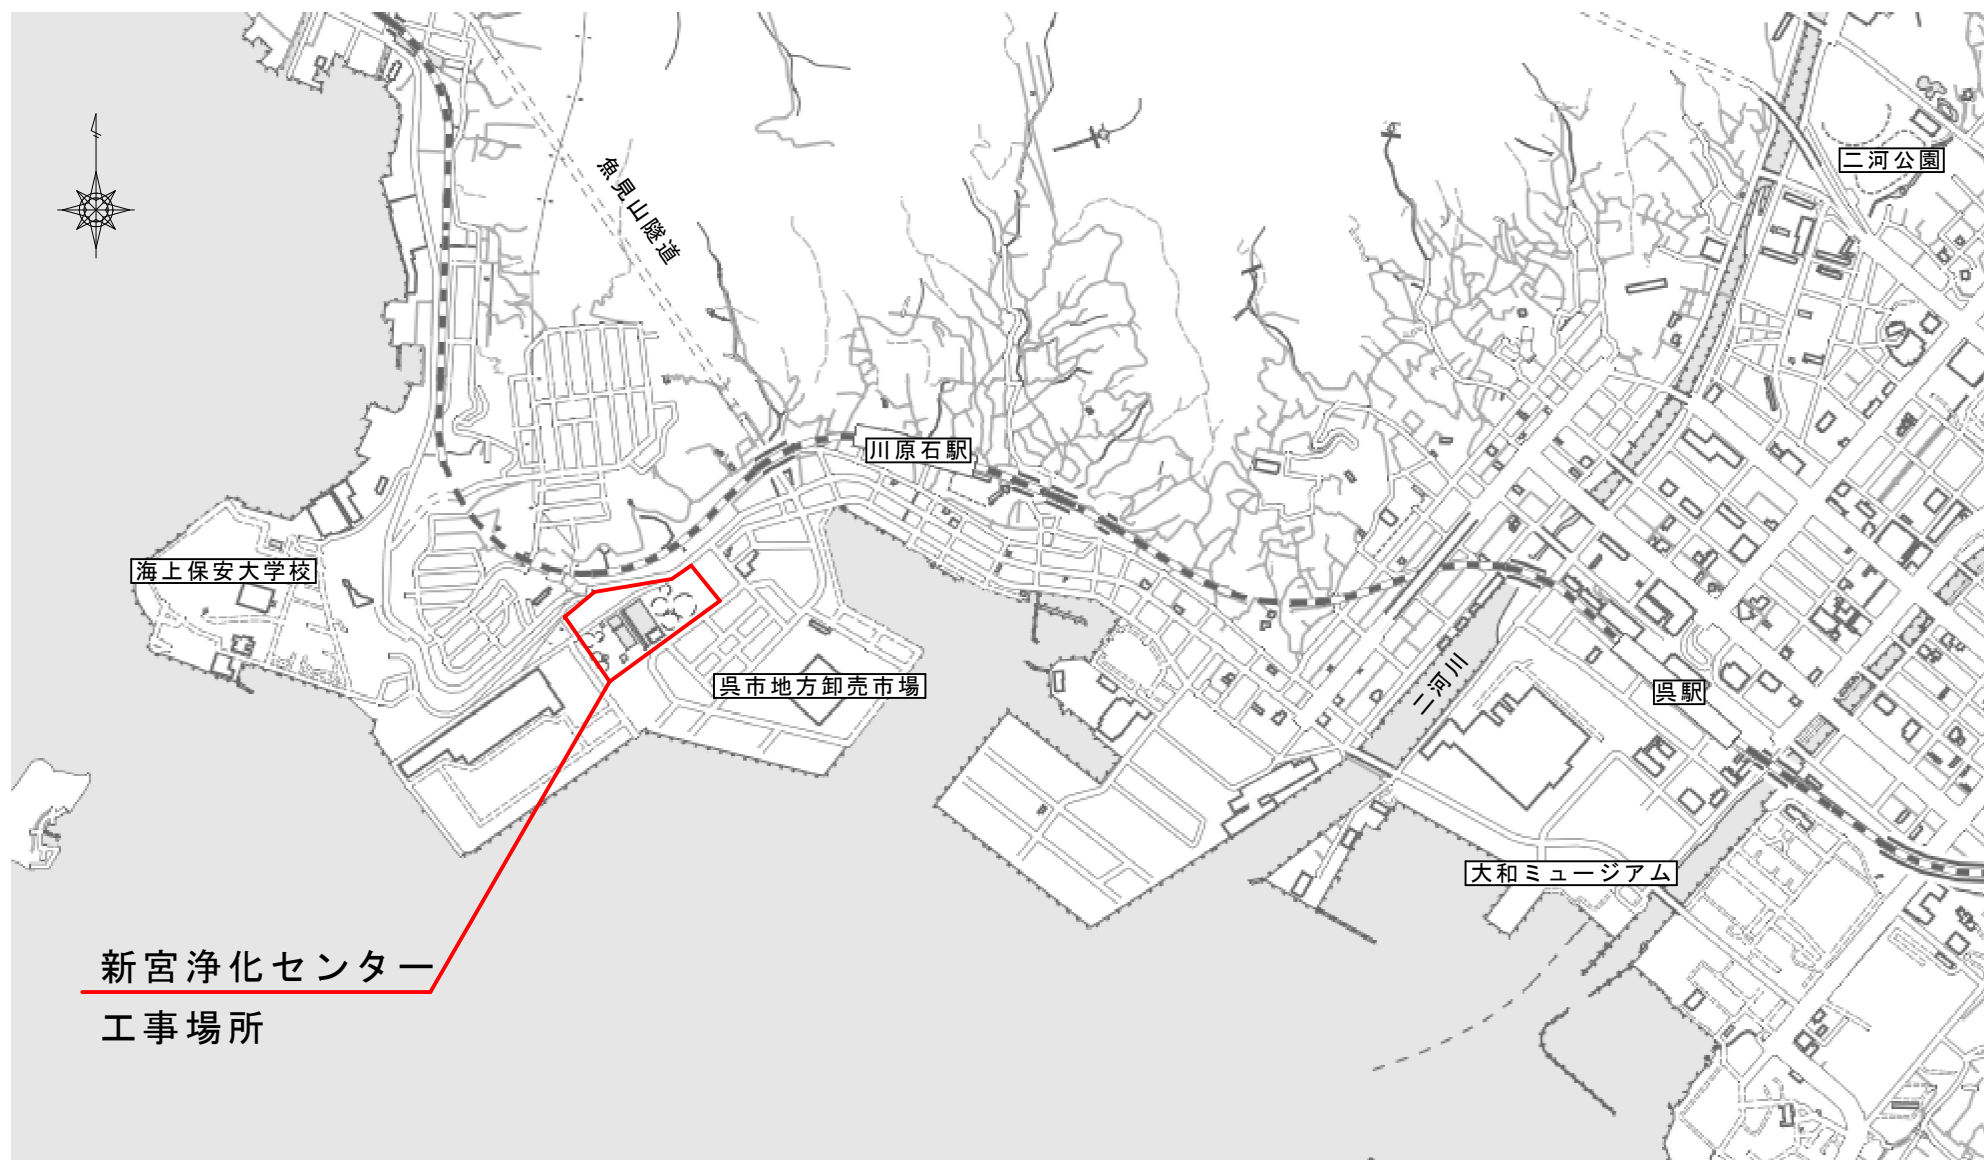 二河公園
魚見山隧道
川原石駅
海上保安大学校
呉市地方卸売市場
二河川
呉駅
大和ミュージアム
新宮浄化センター
工事場所